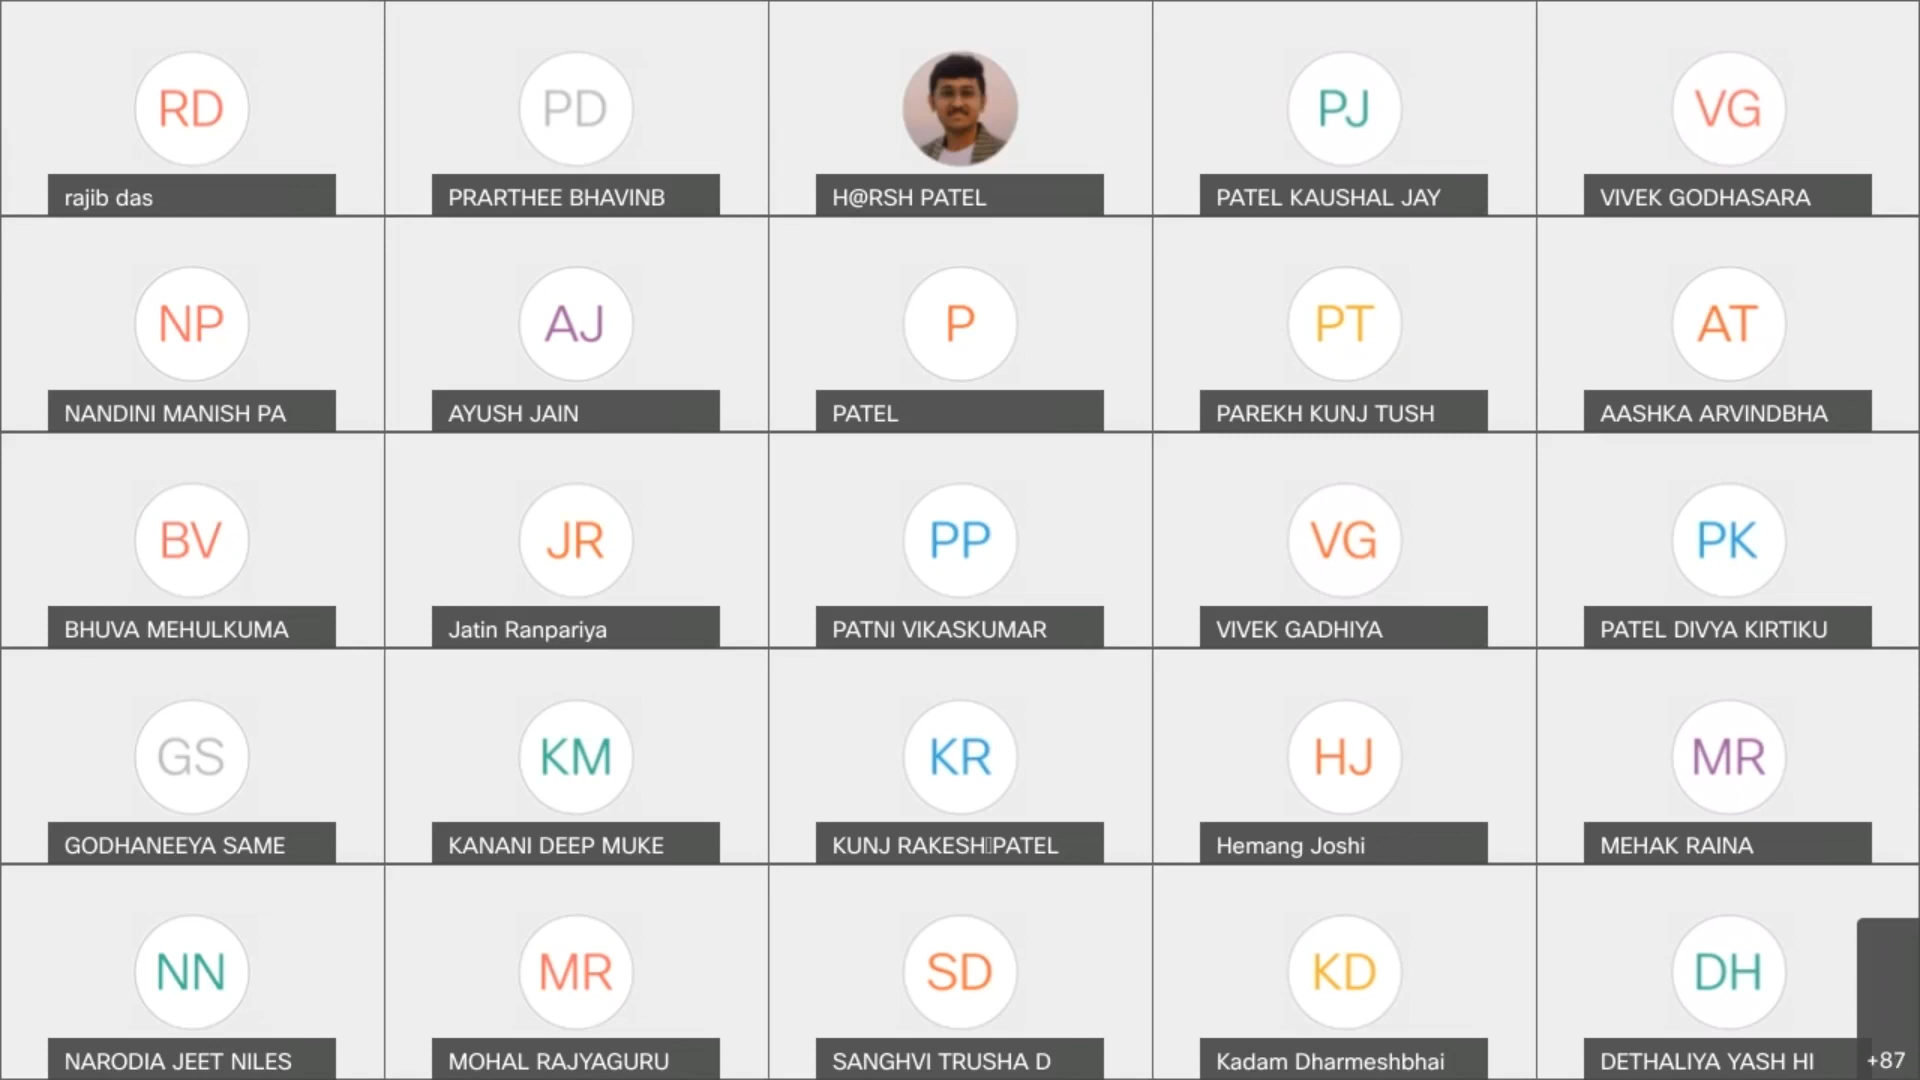 RD
rajib das
PD
PRARTHEE BHAVINB
H@RSH PATEL
PJ
PATEL KAUSHAL JAY
VG
VIVEK GODHASARA
NP
NANDINI MANISH PA
AJ
AYUSH JAIN
P
PATEL
PT
PAREKH KUNJ TUSH
AT
AASHKA ARVINDBHA
BV
BHUVA MEHULKUMA
JR
Jatin Ranpariya
PP
PATNI VIKASKUMAR
VG
VIVEK GADHIYA
PK
PATEL DIVYA KIRTIKU
GS
GODHANEEYA SAME
KM
KANANI DEEP MUKE
KR
KUNJ RAKESH▯PATEL
HJ
Hemang Joshi
MR
MEHAK RAINA
NN
NARODIA JEET NILES
MR
MOHAL RAJYAGURU
SD
SANGHVI TRUSHA D
KD
Kadam Dharmeshbhai
DH
DETHALIYA YASH HI
+87